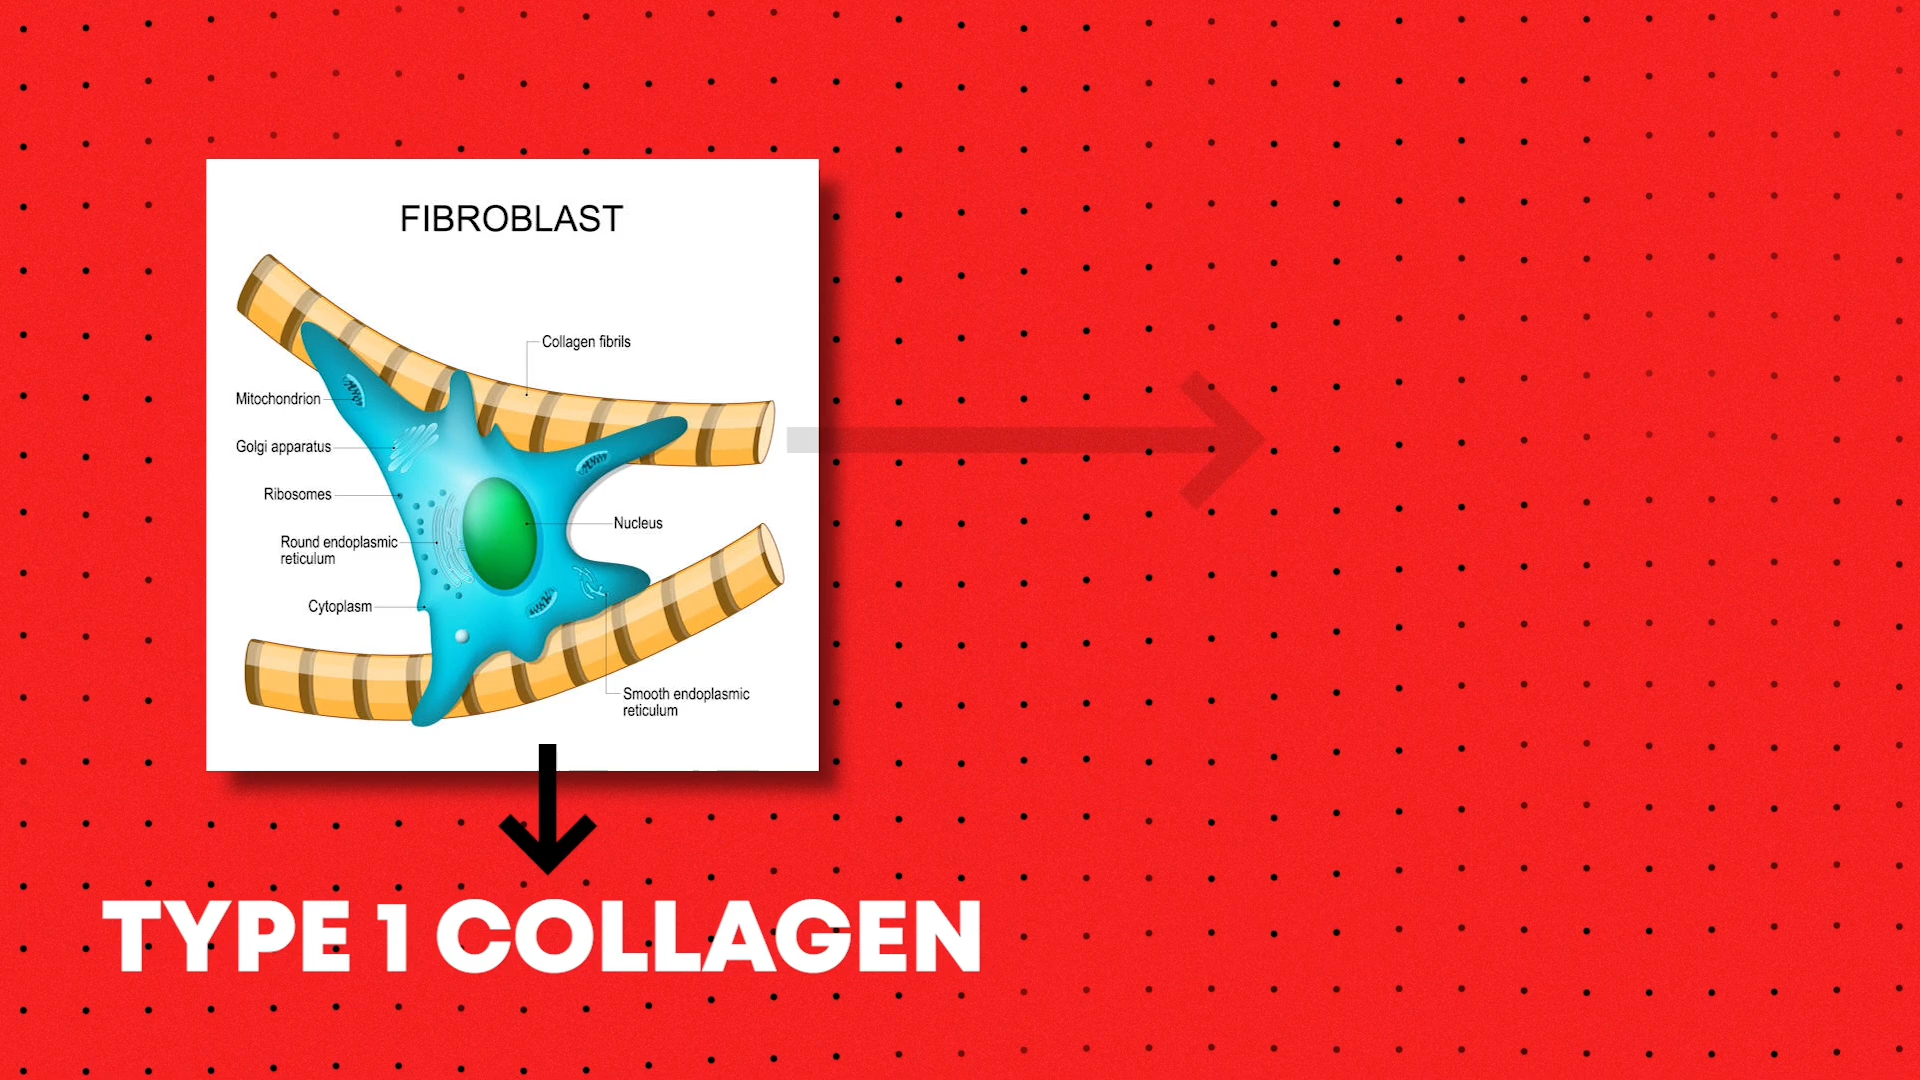 FIBROBLAST
Collagen fibrils
Mitochondrion
Golgi apparatus
Ribosomes
Nucleus
Round endoplasmic
reticulum
Cytoplasm
Smooth endoplasmic
reticulum
TYPE 1 COLLAGEN